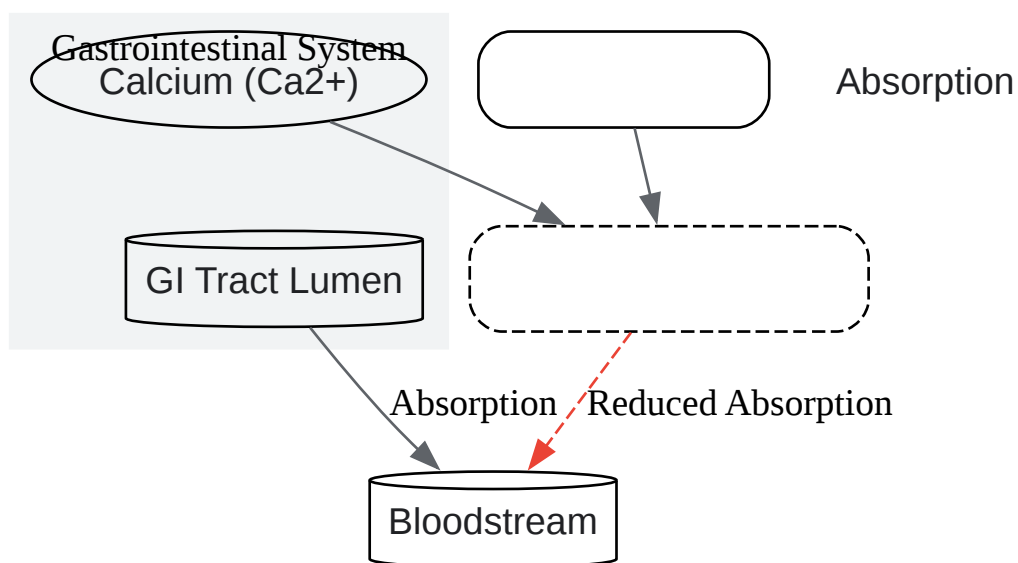 Gastrointestinal System
Calcium (Ca2+)
Absorption
GI Tract Lumen
Absorption
Reduced Absorption
Bloodstream